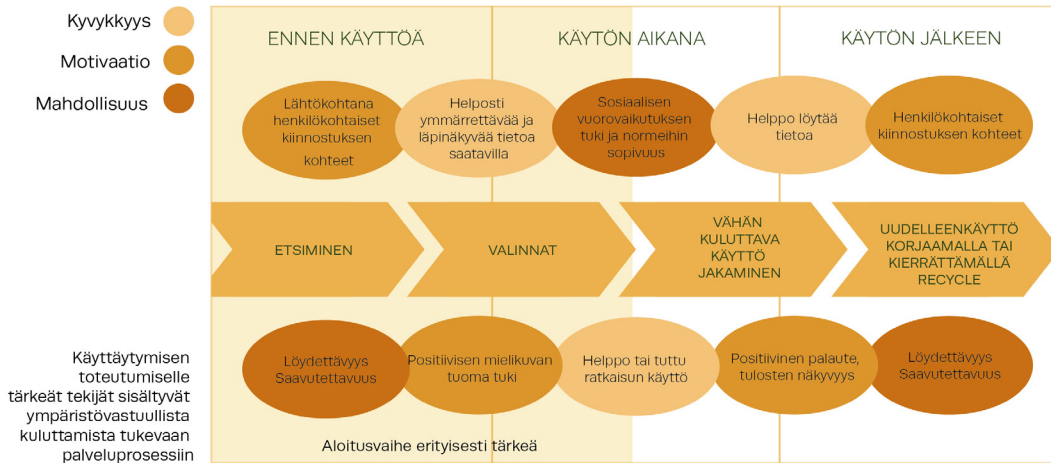 Kyvykkyys
Motivaatio
Mahdollisuus
ENNEN KÄYTTÖÄ
KÄYTÖN AIKANA
KÄYTÖN JÄLKEEN
Lähtökohtana
henkilökohtaiset
kiinnostuksen
kohteet
Helposti
ymmärrettävää ja
läpinäkyvää tietoa
saatavilla
Sosiaalisen
vuorovaikutuksen
tuki ja normeihin
sopivuus
Helppo löytää
tietoa
Henkilökohtaiset
kiinnostuksen kohteet
ETSIMINEN
VALINNAT
VÄHÄN
KULUTTAVA
KÄYTTÖ
JAKAMINEN
UUDELLEENKÄYTTÖ
KORJAAMALLA TAI
KIERRÄTTÄMÄLLÄ
RECYCLE
Löydettävyys
Saavutettavuus
Positiivisen mielikuvan
tuoma tuki
Helppo tai tuttu
ratkaisun käyttö
Positiivinen palaute,
tulosten näkyvyys
Löydettävyys
Saavutettavuus
Käyttäytymisen
toteutumiselle
tärkeät tekijät sisältyvät
ympäristövastuullista
kuluttamista tukevaan
palveluprosessiin
Aloitusvaihe erityisesti tärkeä